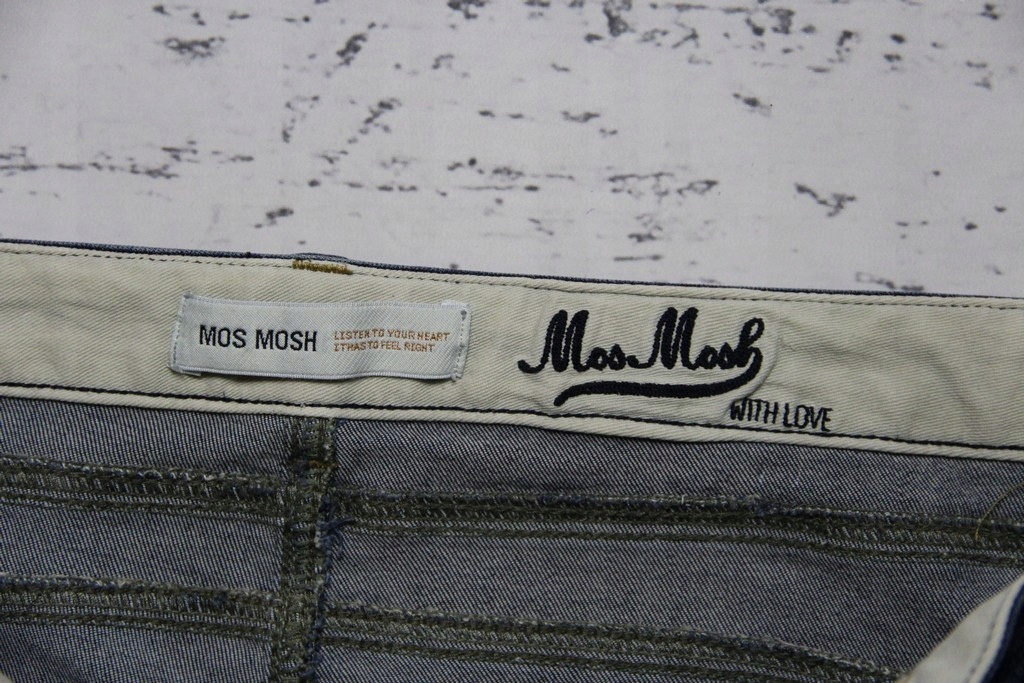 MOS MOSH
LISTEN TO YOUR HEART
IT HAS TO FEEL RIGHT
Mos Mosh
WITH LOVE